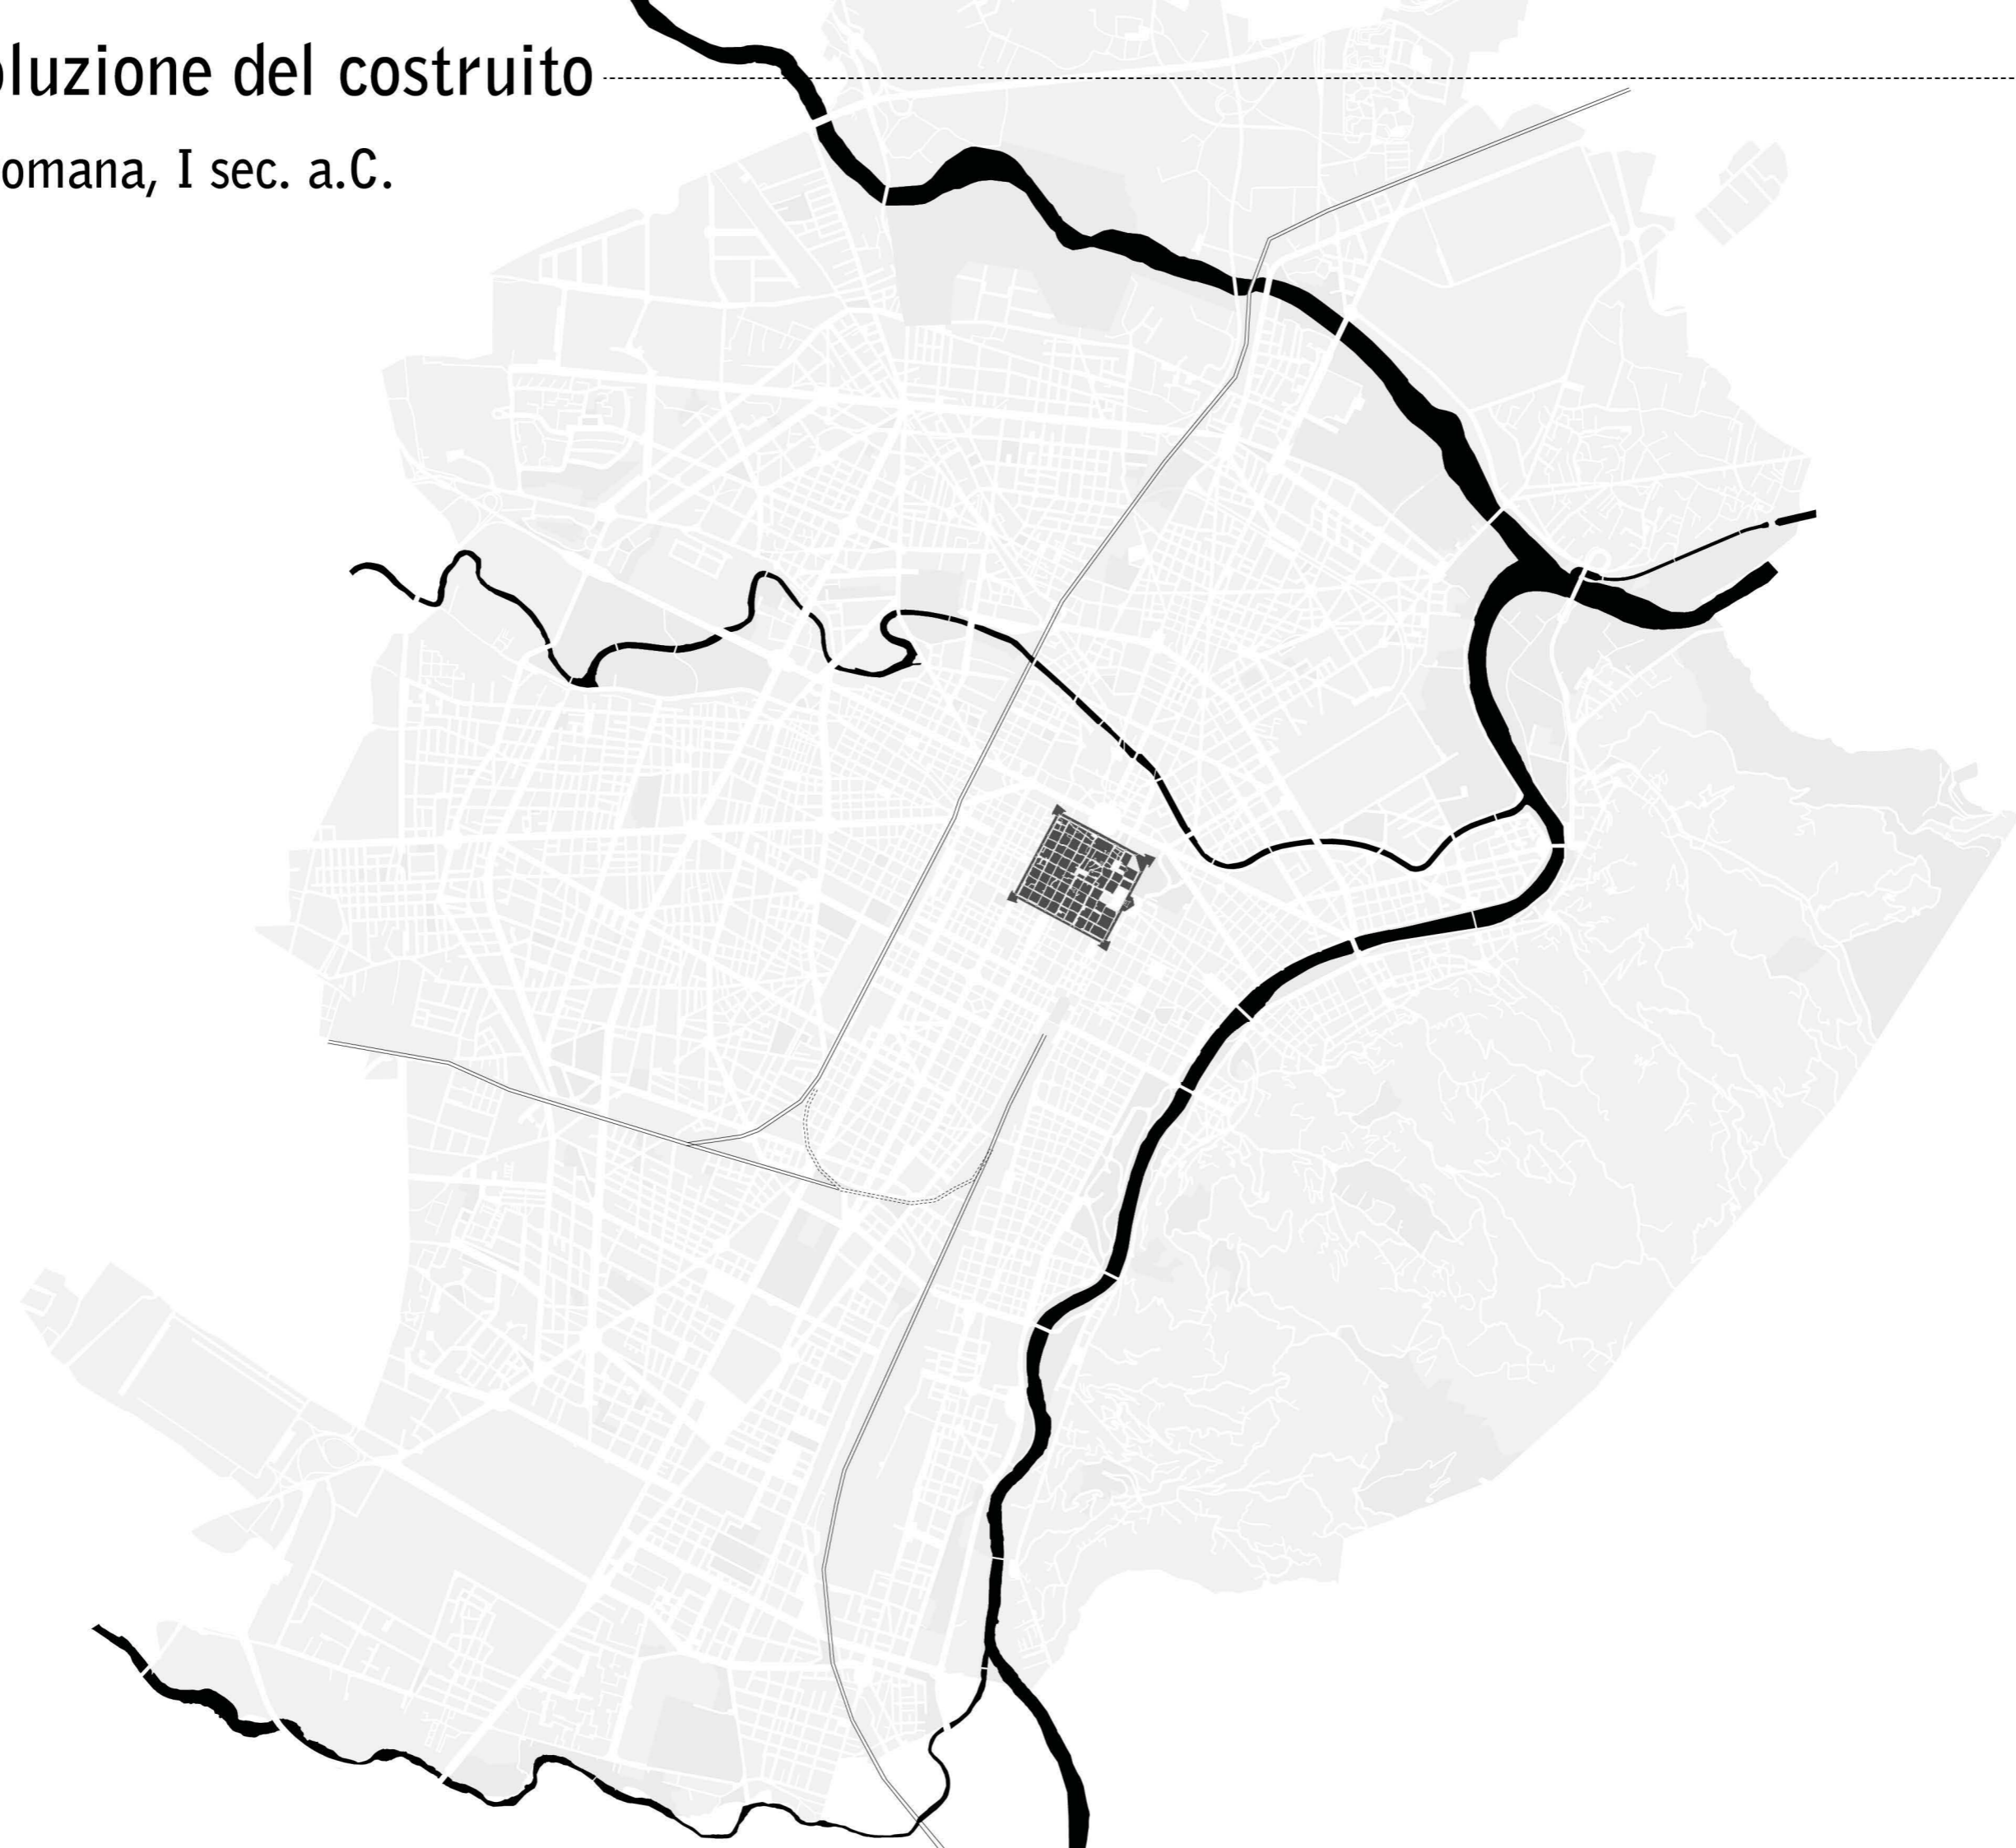 oluzione del costruito
omana, I sec. a.C.